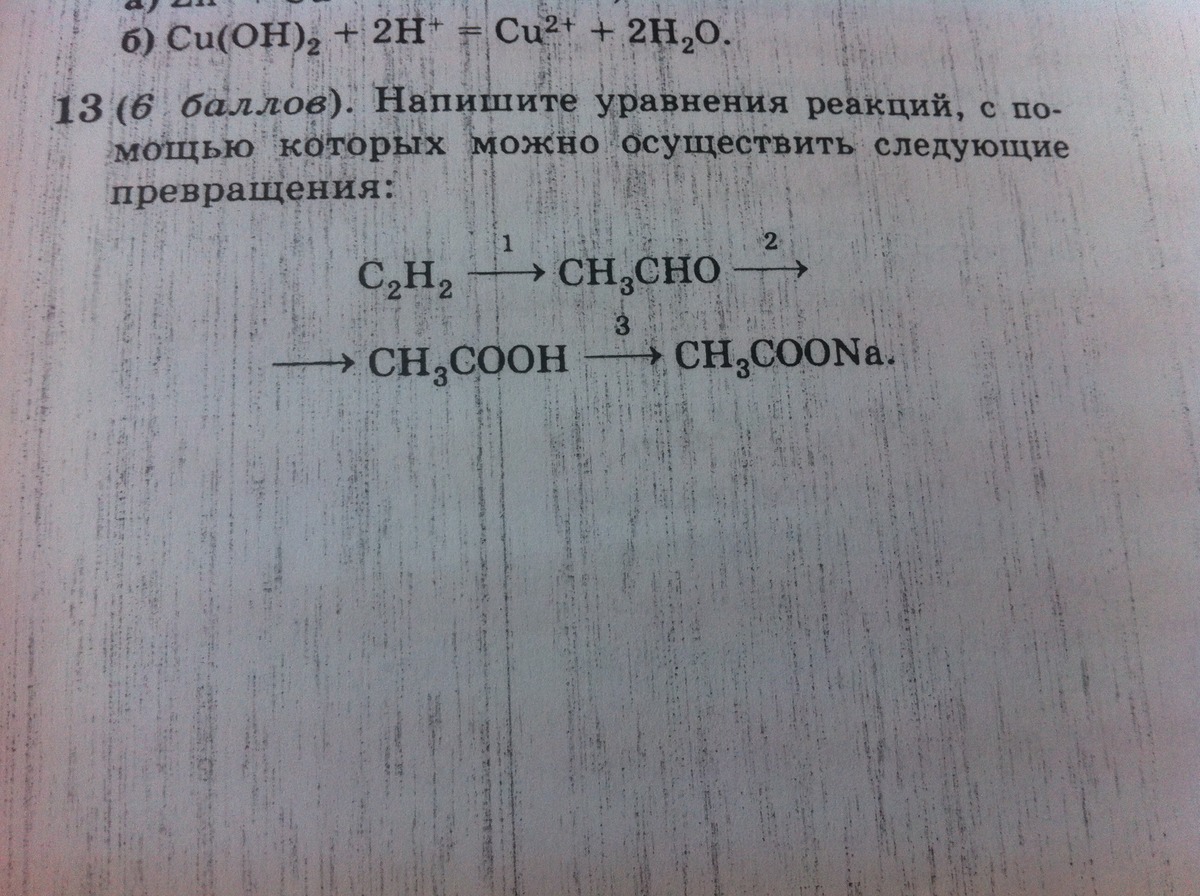 б) Cu(OH)₂ + 2H⁺ = Cu²⁺ + 2H₂O.
13 (6 баллов). Напишите уравнения реакций, с по-
мощью которых можно осуществить следующие
превращения:
C₂H₂ —1→ CH₃CHO —2→
→ CH₃COOH —3→ CH₃COONa.